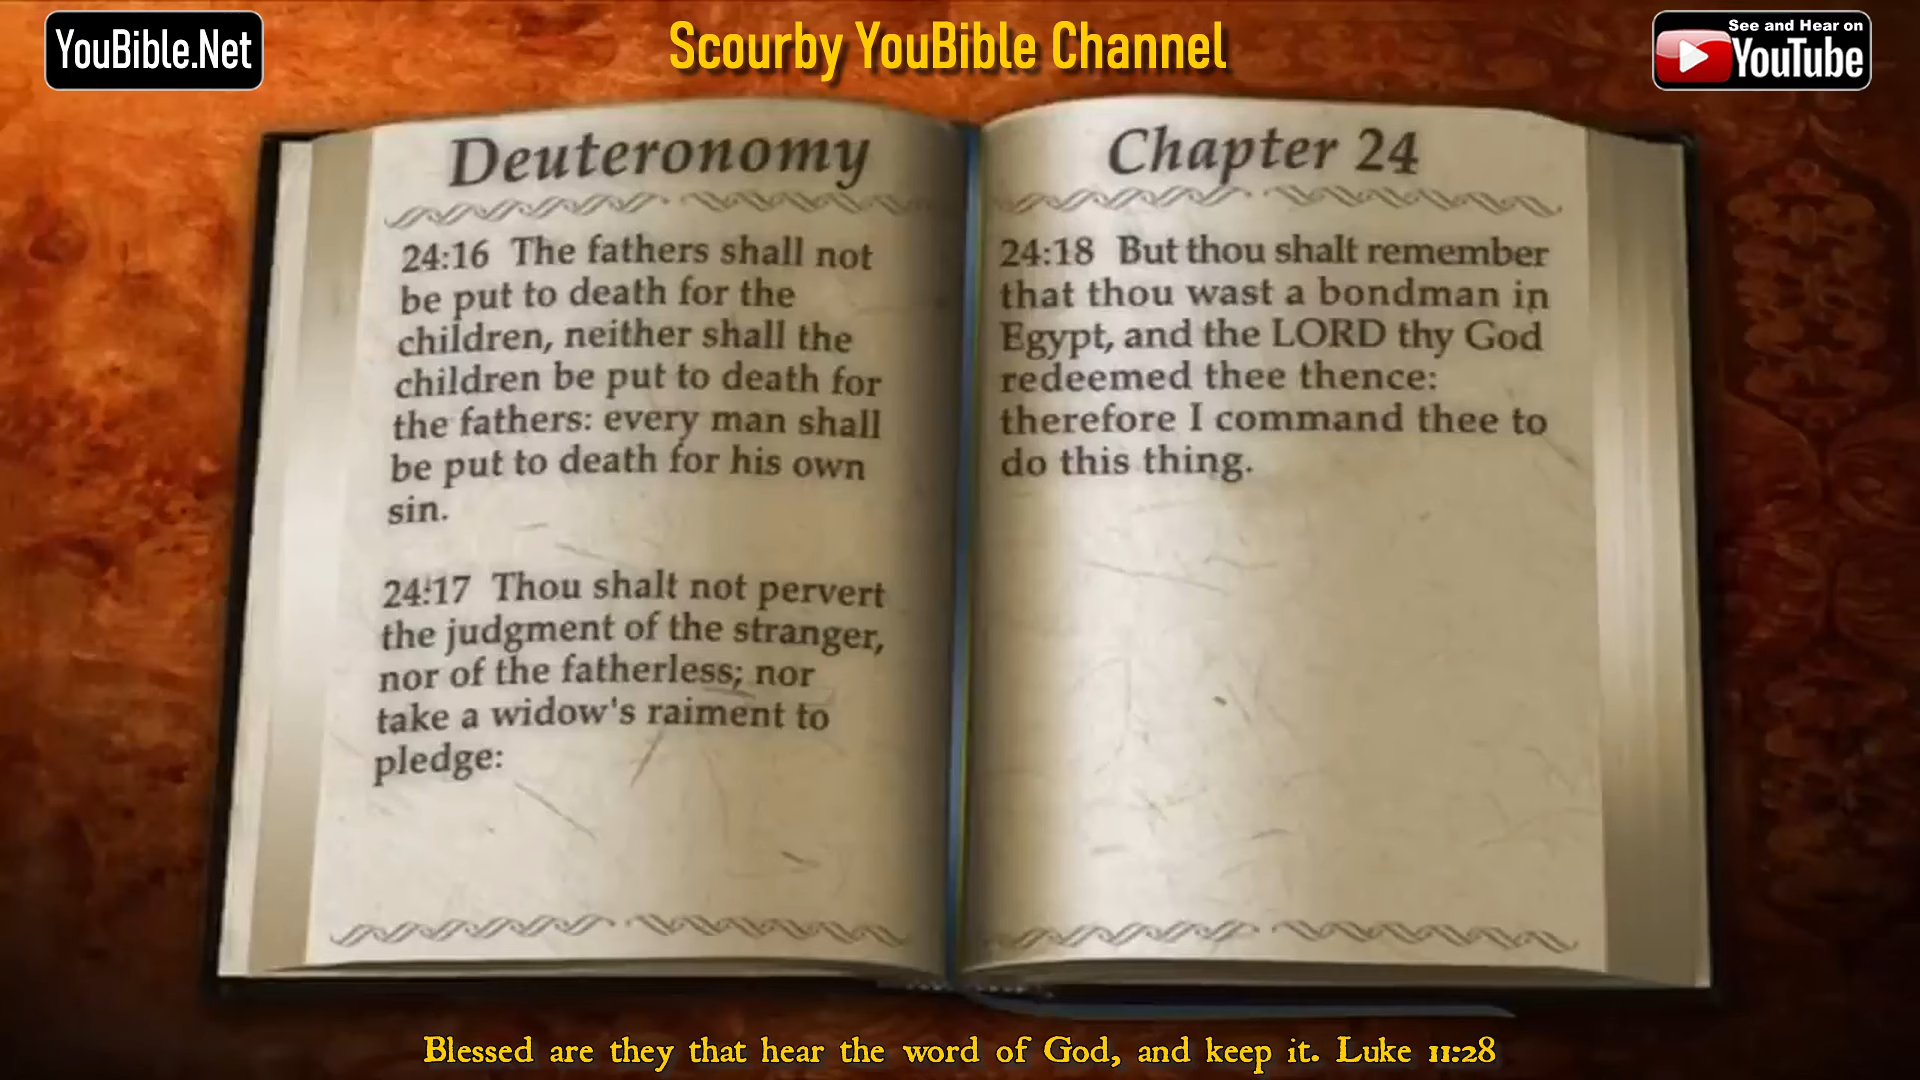 YouBible.Net
Scourby YouBible Channel
See and Hear on
YouTube
Deuteronomy
24:16 The fathers shall not
be put to death for the
children, neither shall the
children be put to death for
the fathers: every man shall
be put to death for his own
sin.
24:17 Thou shalt not pervert
the judgment of the stranger,
nor of the fatherless; nor
take a widow's raiment to
pledge:
Chapter 24
24:18 But thou shalt remember
that thou wast a bondman in
Egypt, and the LORD thy God
redeemed thee thence:
therefore I command thee to
do this thing.
Blessed are they that hear the word of God, and keep it. Luke 11:28